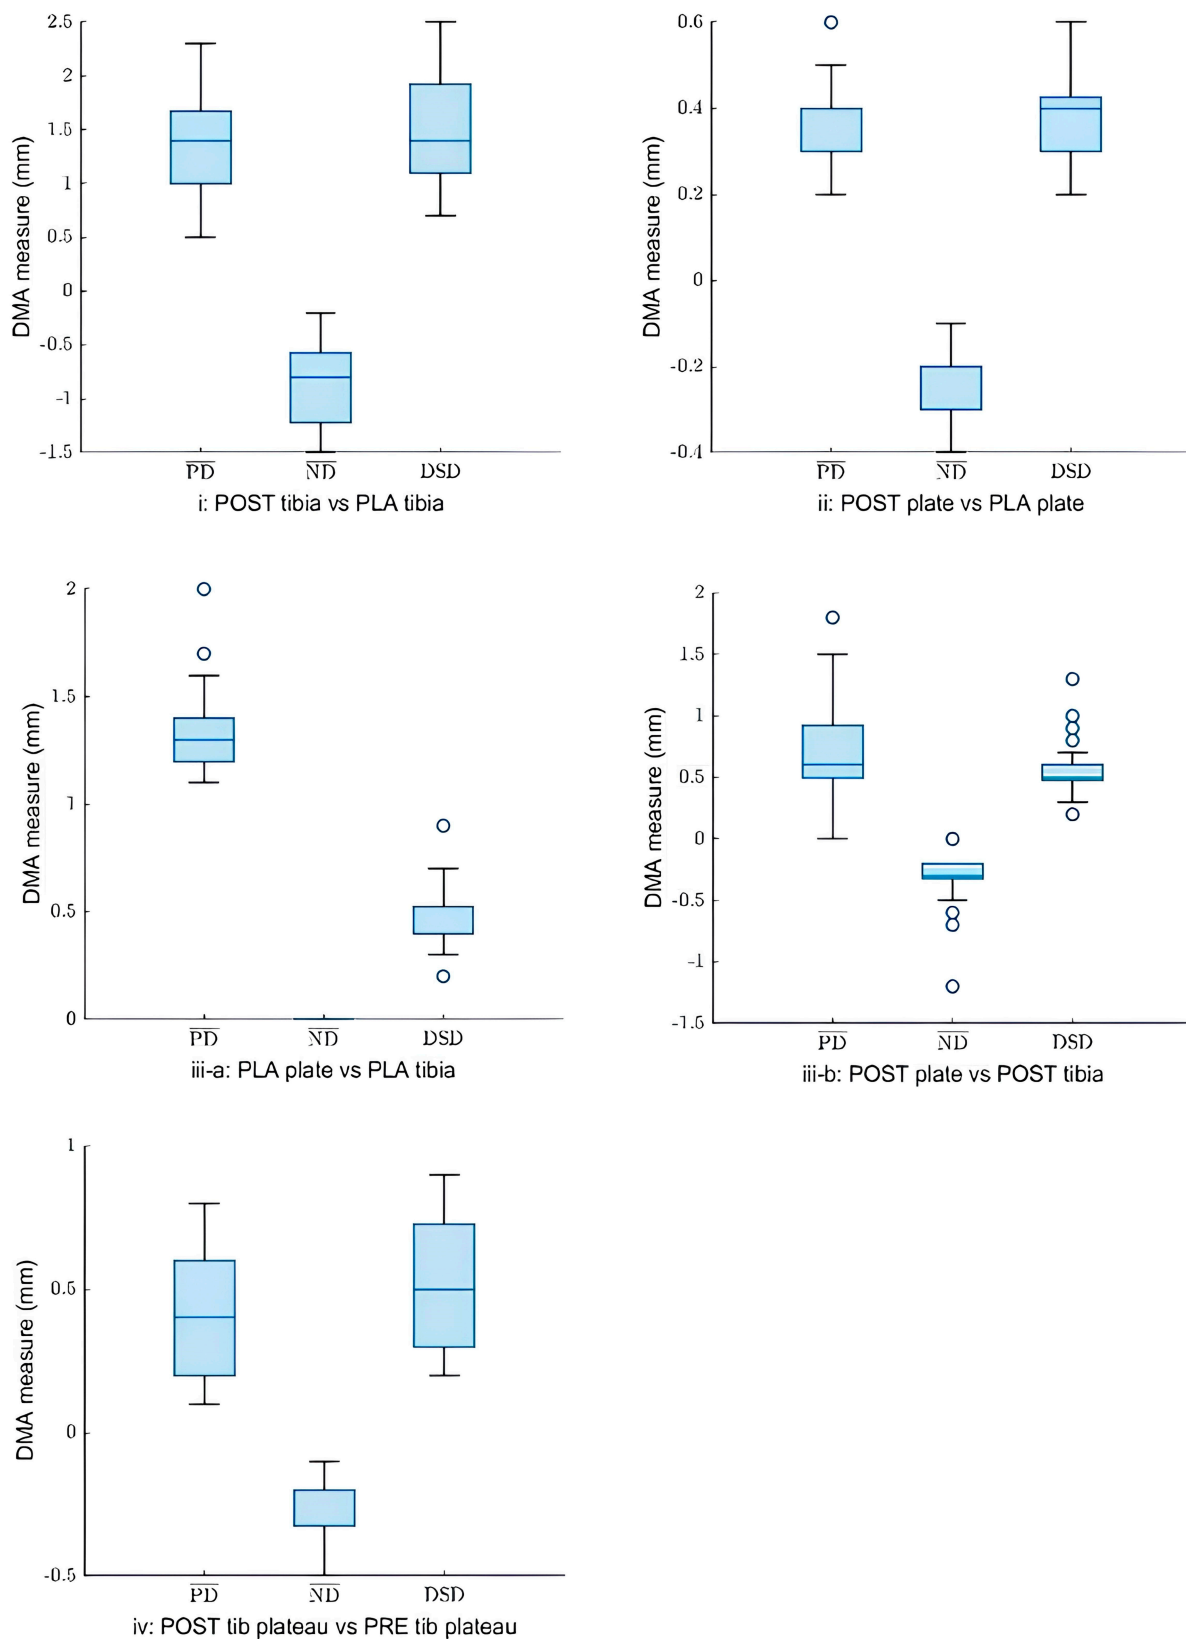 2.5
2
1.5
1
0.5
0
-0.5
-1
-1.5
DMA measure (mm)
PD ND DSD
i: POST tibia vs PLA tibia
0.6
0.4
0.2
0
-0.2
-0.4
DMA measure (mm)
PD ND DSD
ii: POST plate vs PLA plate
2
1.5
1
0.5
0
DMA measure (mm)
PD ND DSD
iii-a: PLA plate vs PLA tibia
2
1.5
1
0.5
0
-0.5
-1
-1.5
DMA measure (mm)
PD ND DSD
iii-b: POST plate vs POST tibia
1
0.5
0
-0.5
DMA measure (mm)
PD ND DSD
iv: POST tib plateau vs PRE tib plateau